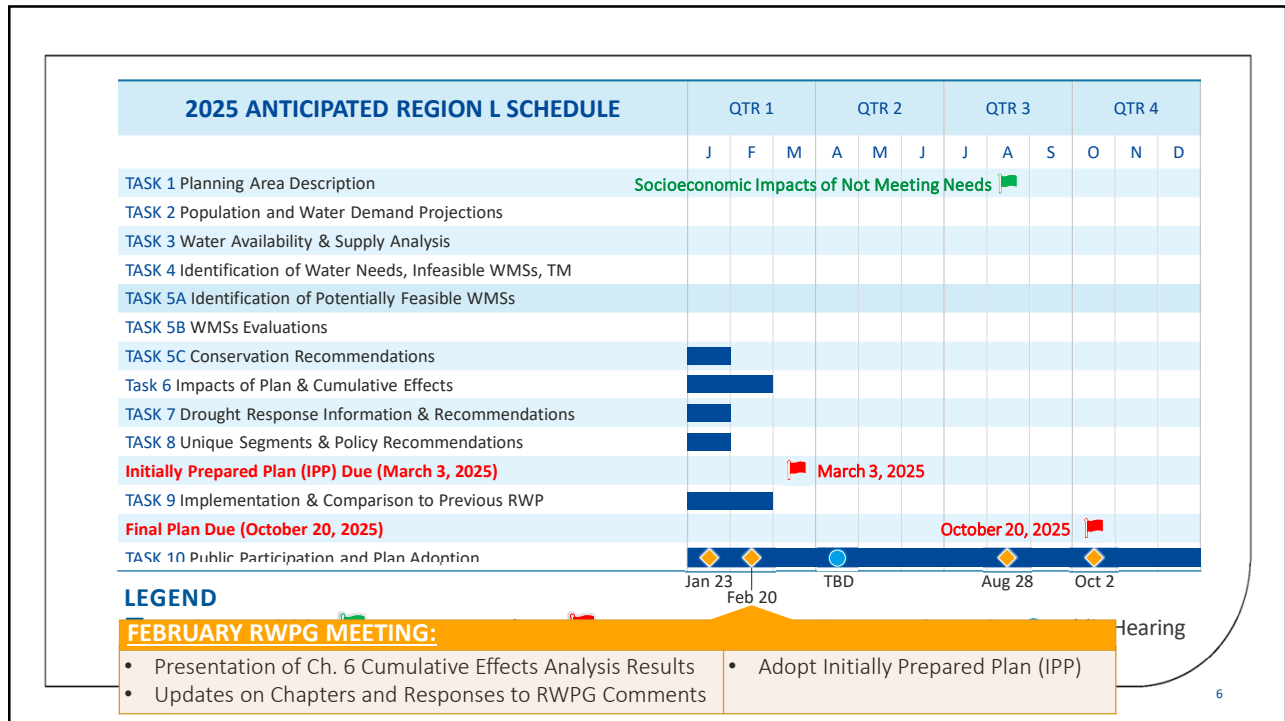 2025 ANTICIPATED REGION L SCHEDULE QTR 1 QTR 2 QTR 3 QTR 4
J F M A M J J A S O N D
TASK 1 Planning Area Description Socioeconomic Impacts of Not Meeting Needs
TASK 2 Population and Water Demand Projections
TASK 3 Water Availability & Supply Analysis
TASK 4 Identification of Water Needs, Infeasible WMSs, TM
TASK 5A Identification of Potentially Feasible WMSs
TASK 5B WMSs Evaluations
TASK 5C Conservation Recommendations
Task 6 Impacts of Plan & Cumulative Effects
TASK 7 Drought Response Information & Recommendations
TASK 8 Unique Segments & Policy Recommendations
Initially Prepared Plan (IPP) Due (March 3, 2025) March 3, 2025
TASK 9 Implementation & Comparison to Previous RWP
Final Plan Due (October 20, 2025) October 20, 2025
TASK 10 Public Participation and Plan Adoption
Jan 23 TBD Aug 28 Oct 2
Feb 20
LEGEND
Hearing
FEBRUARY RWPG MEETING:
• Presentation of Ch. 6 Cumulative Effects Analysis Results
• Updates on Chapters and Responses to RWPG Comments
• Adopt Initially Prepared Plan (IPP)
6